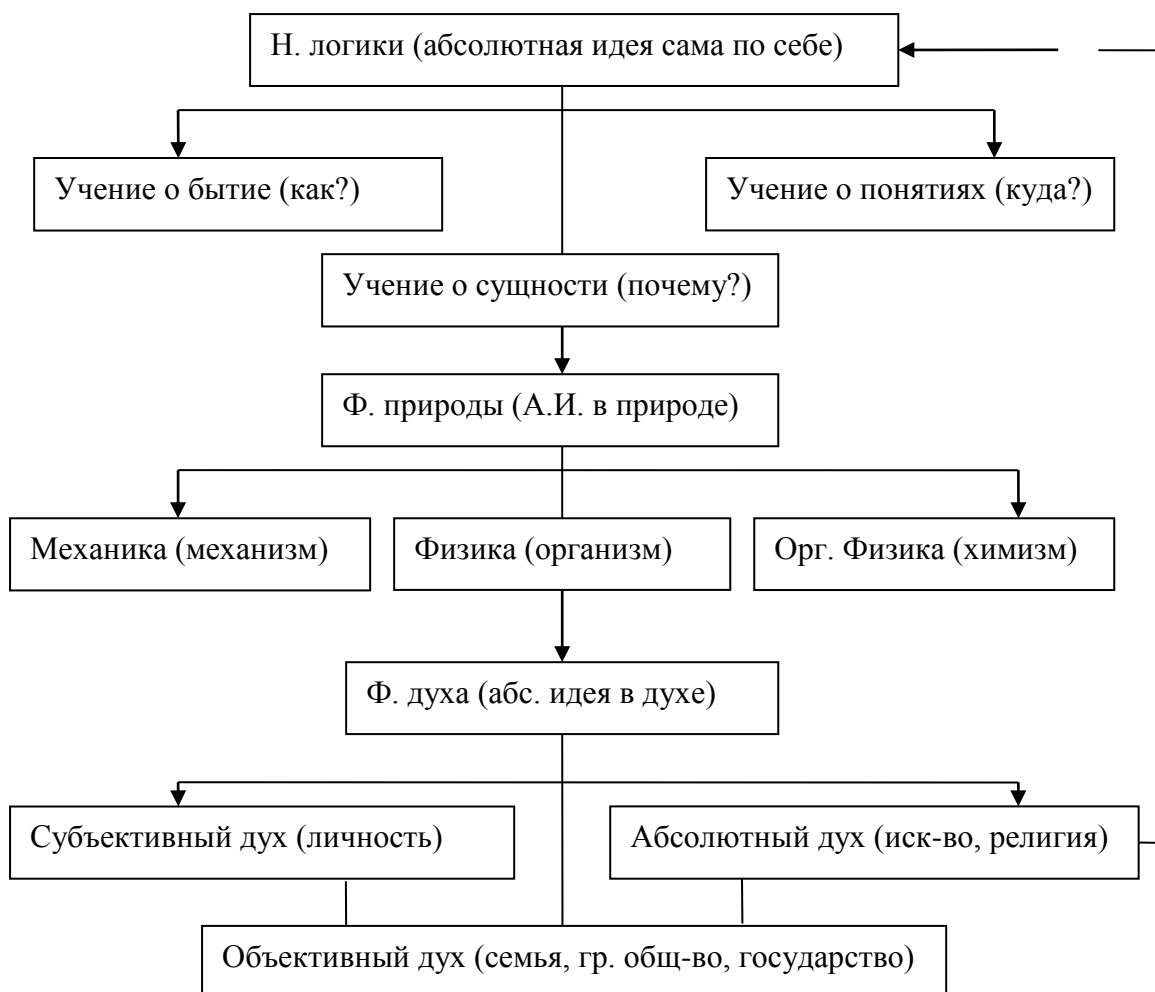 Н. логики (абсолютная идея сама по себе)
Учение о бытие (как?)
Учение о понятиях (куда?)
Учение о сущности (почему?)
Ф. природы (А.И. в природе)
Механика (механизм)
Физика (организм)
Орг. Физика (химизм)
Ф. духа (абс. идея в духе)
Субъективный дух (личность)
Абсолютный дух (иск-во, религия)
Объективный дух (семья, гр. общ-во, государство)